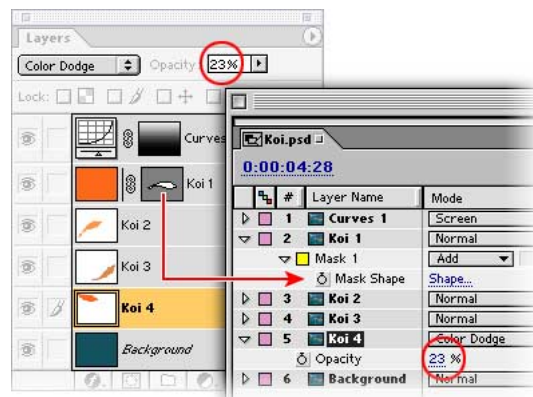 Layers
Color Dodge Opacity: 23%
Lock:
Curves
Koi 1
Koi 2
Koi 3
Koi 4
Background
Koi.psd
0:00:04:28
# Layer Name Mode
1 Curves 1 Screen
2 Koi 1 Normal
Mask 1 Add
Mask Shape Shape...
3 Koi 2 Normal
4 Koi 3 Normal
5 Koi 4 Color Dodge
Opacity 23 %
6 Background Normal